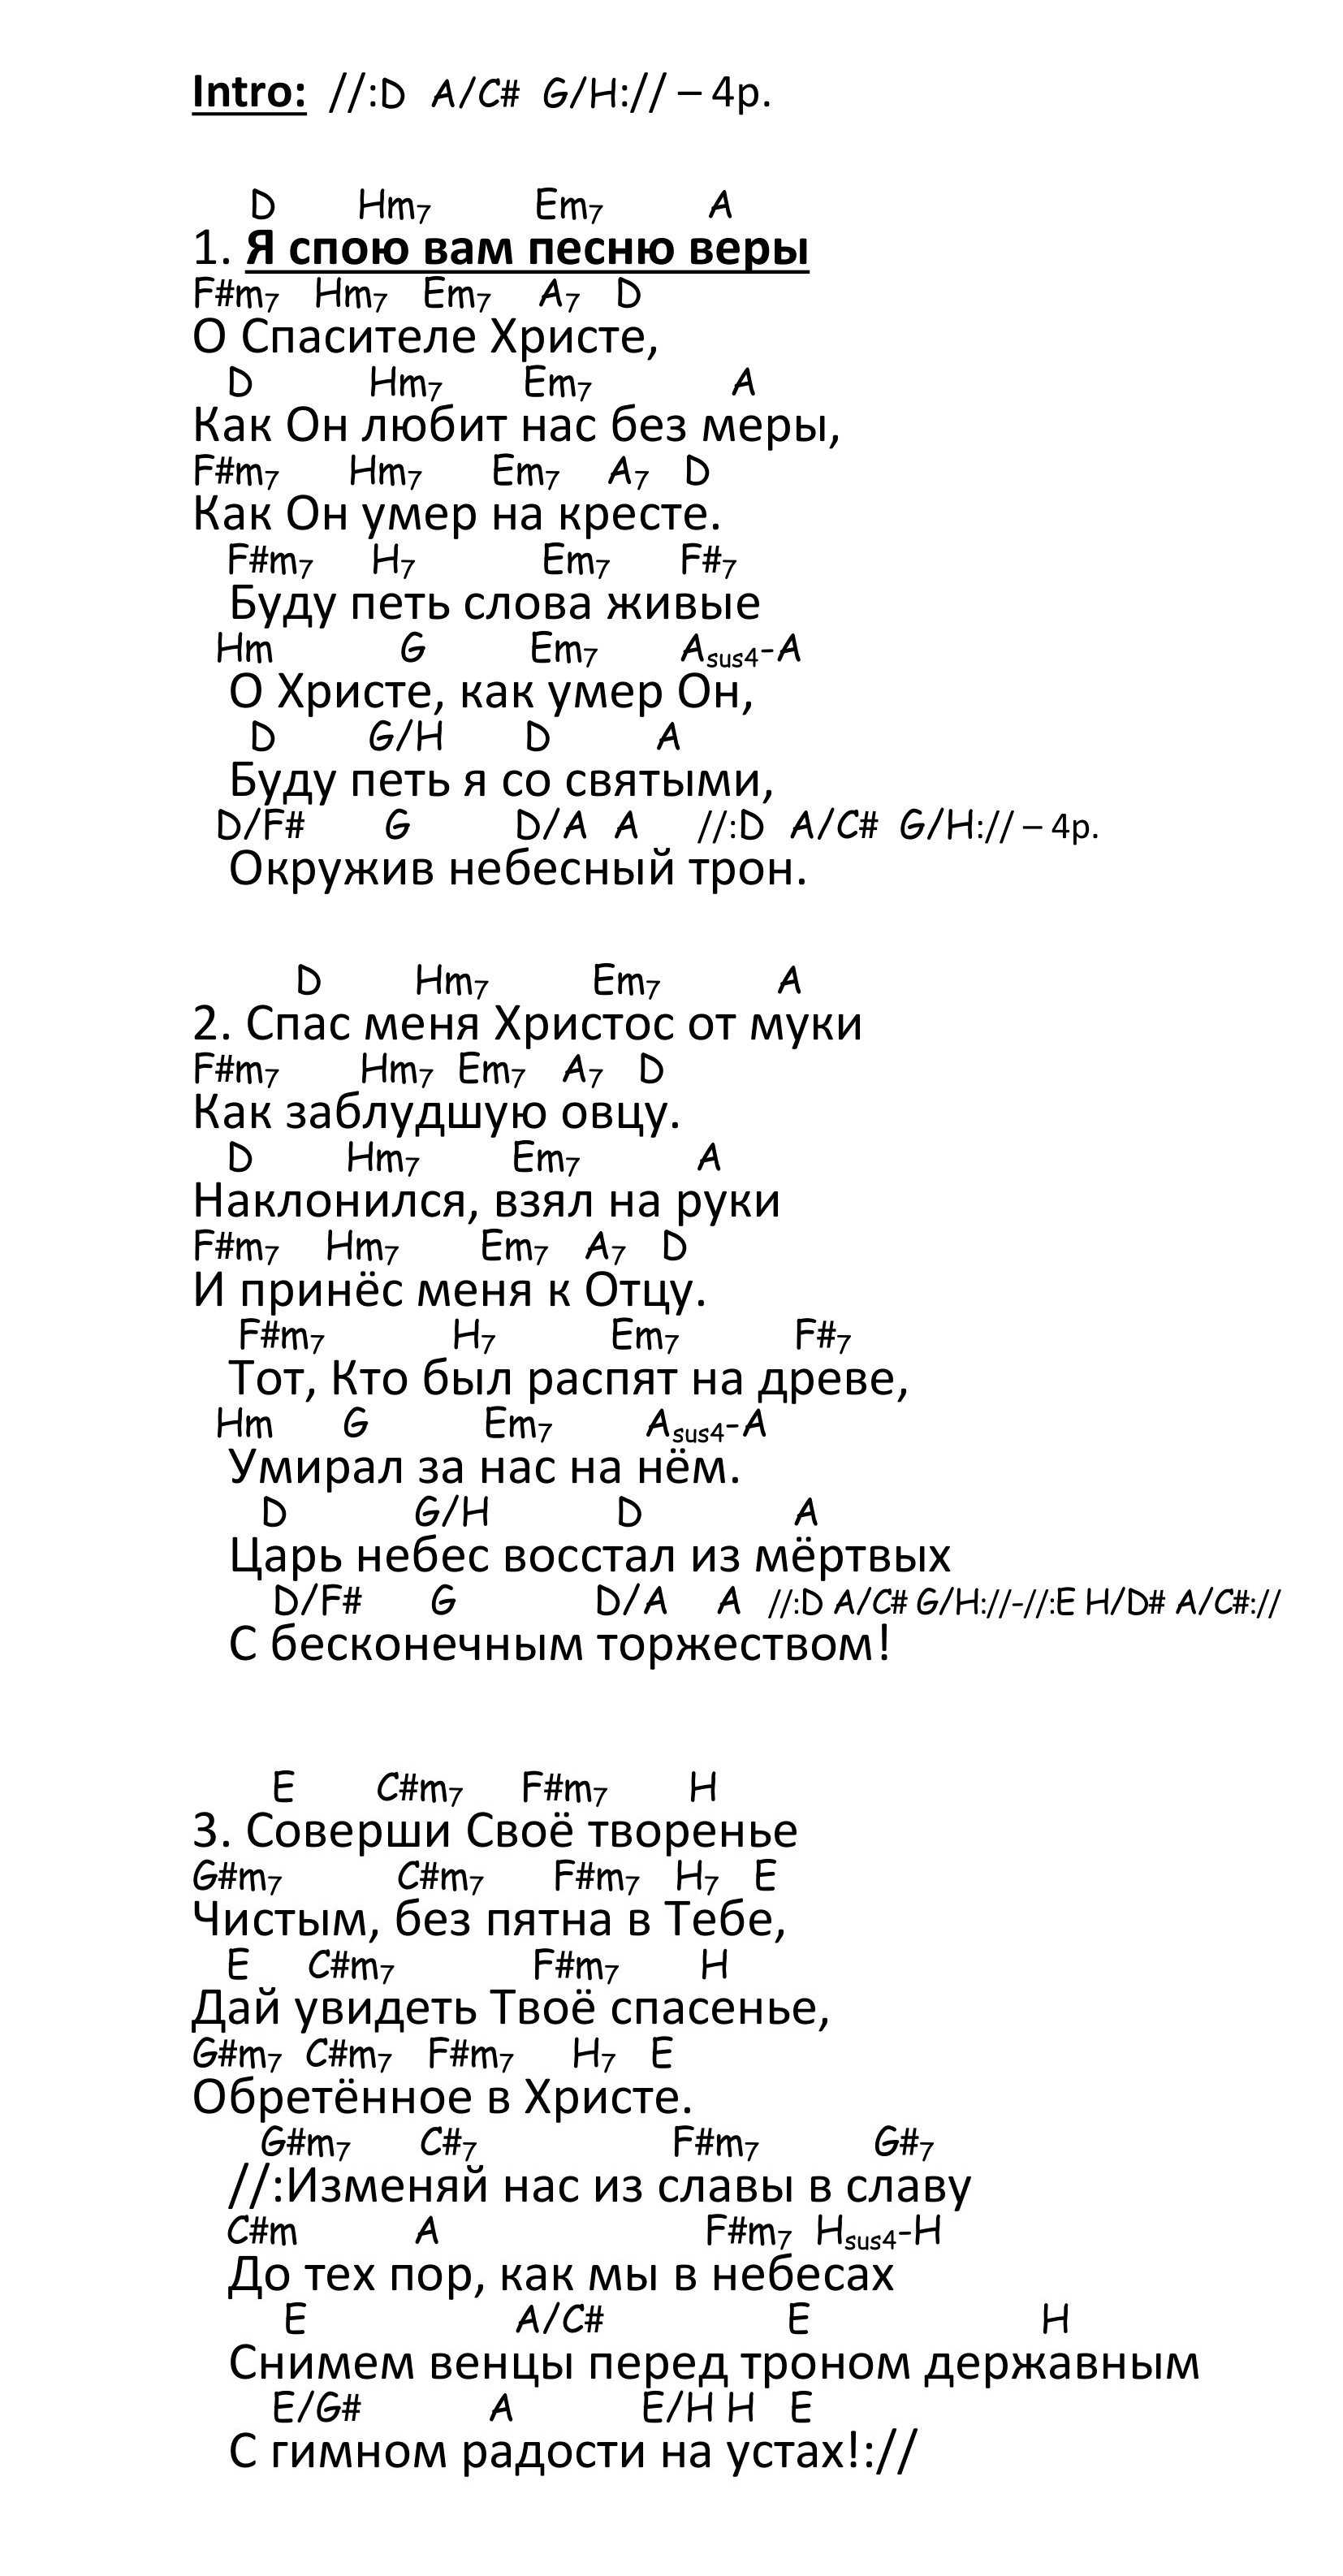 Intro: //:D A/C# G/H:// – 4р.
D Hm7 Em7 A
1. Я спою вам песню веры
F#m7 Hm7 Em7 A7 D
О Спасителе Христе,
D Hm7 Em7 A
Как Он любит нас без меры,
F#m7 Hm7 Em7 A7 D
Как Он умер на кресте.
F#m7 H7 Em7 F#7
Буду петь слова живые
Hm G Em7 Asus4-A
О Христе, как умер Он,
D G/H D A
Буду петь я со святыми,
D/F# G D/A A //:D A/C# G/H:// – 4р.
Окружив небесный трон.
D Hm7 Em7 A
2. Спас меня Христос от муки
F#m7 Hm7 Em7 A7 D
Как заблудшую овцу.
D Hm7 Em7 A
Наклонился, взял на руки
F#m7 Hm7 Em7 A7 D
И принёс меня к Отцу.
F#m7 H7 Em7 F#7
Тот, Кто был распят на древе,
Hm G Em7 Asus4-A
Умирал за нас на нём.
D G/H D A
Царь небес восстал из мёртвых
D/F# G D/A A //:D A/C# G/H://-//:E H/D# A/C#://
С бесконечным торжеством!
E C#m7 F#m7 H
3. Соверши Своё творенье
G#m7 C#m7 F#m7 H7 E
Чистым, без пятна в Тебе,
E C#m7 F#m7 H
Дай увидеть Твоё спасенье,
G#m7 C#m7 F#m7 H7 E
Обретённое в Христе.
G#m7 C#7 F#m7 G#7
//:Изменяй нас из славы в славу
C#m A F#m7 Hsus4-H
До тех пор, как мы в небесах
E A/C# E H
Снимем венцы перед троном державным
E/G# A E/H H E
С гимном радости на устах!://